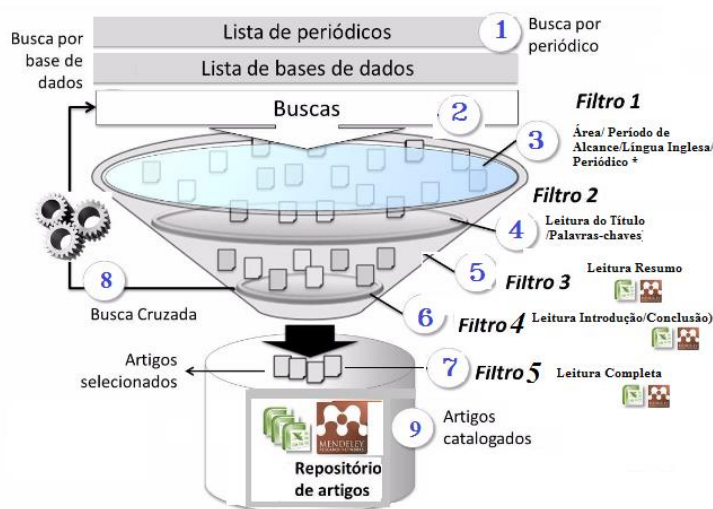 Busca por
base de
dados
Lista de periódicos
1
Busca por
periódico
Lista de bases de dados
Buscas
2
Filtro 1
3
Área/ Período de
Alcance/Língua Inglesa/
Periódico *
Filtro 2
4
Leitura do Título
/Palavras-chaves
5
Filtro 3
Leitura Resumo
8
Busca Cruzada
6
Filtro 4
Leitura Introdução/Conclusão)
Artigos
selecionados
7
Filtro 5
Leitura Completa
9
Artigos
catalogados
MENDELEY
Repositório
de artigos